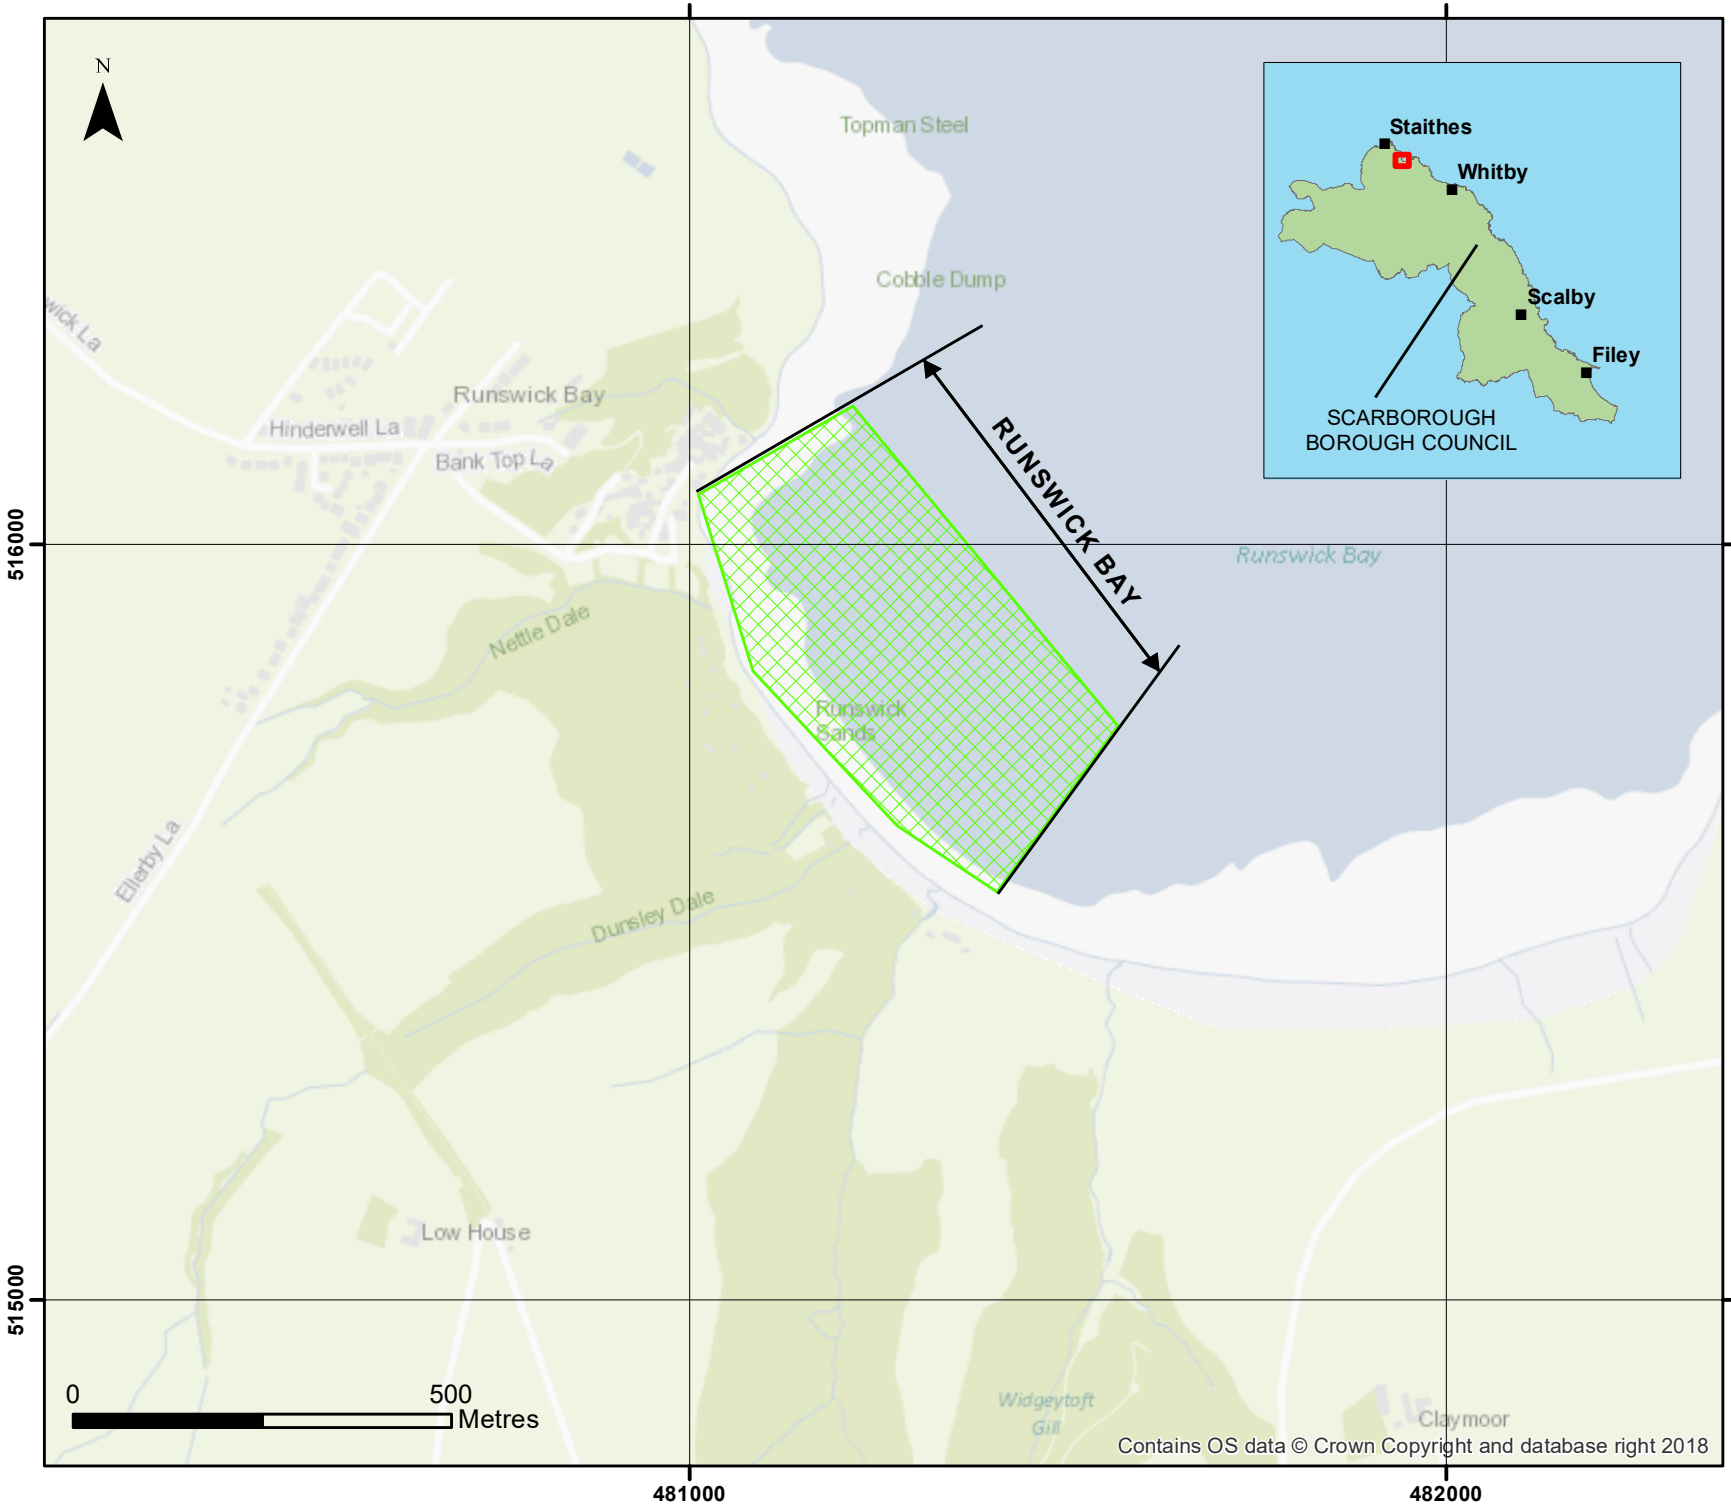 N
Topman Steel
Cobble Dump
Staithes
Whitby
Scalby
Filey
SCARBOROUGH
BOROUGH COUNCIL
wick La
Runswick Bay
Hinderwell La
Bank Top La
RUNSWICK BAY
Runswick Bay
516000
Nettle Dale
Runswick
Sands
Ellerby La
Dunsley Dale
Low House
515000
0 500
Metres
Widgeytoft
Gill
Claymoor
Contains OS data © Crown Copyright and database right 2018
481000 482000